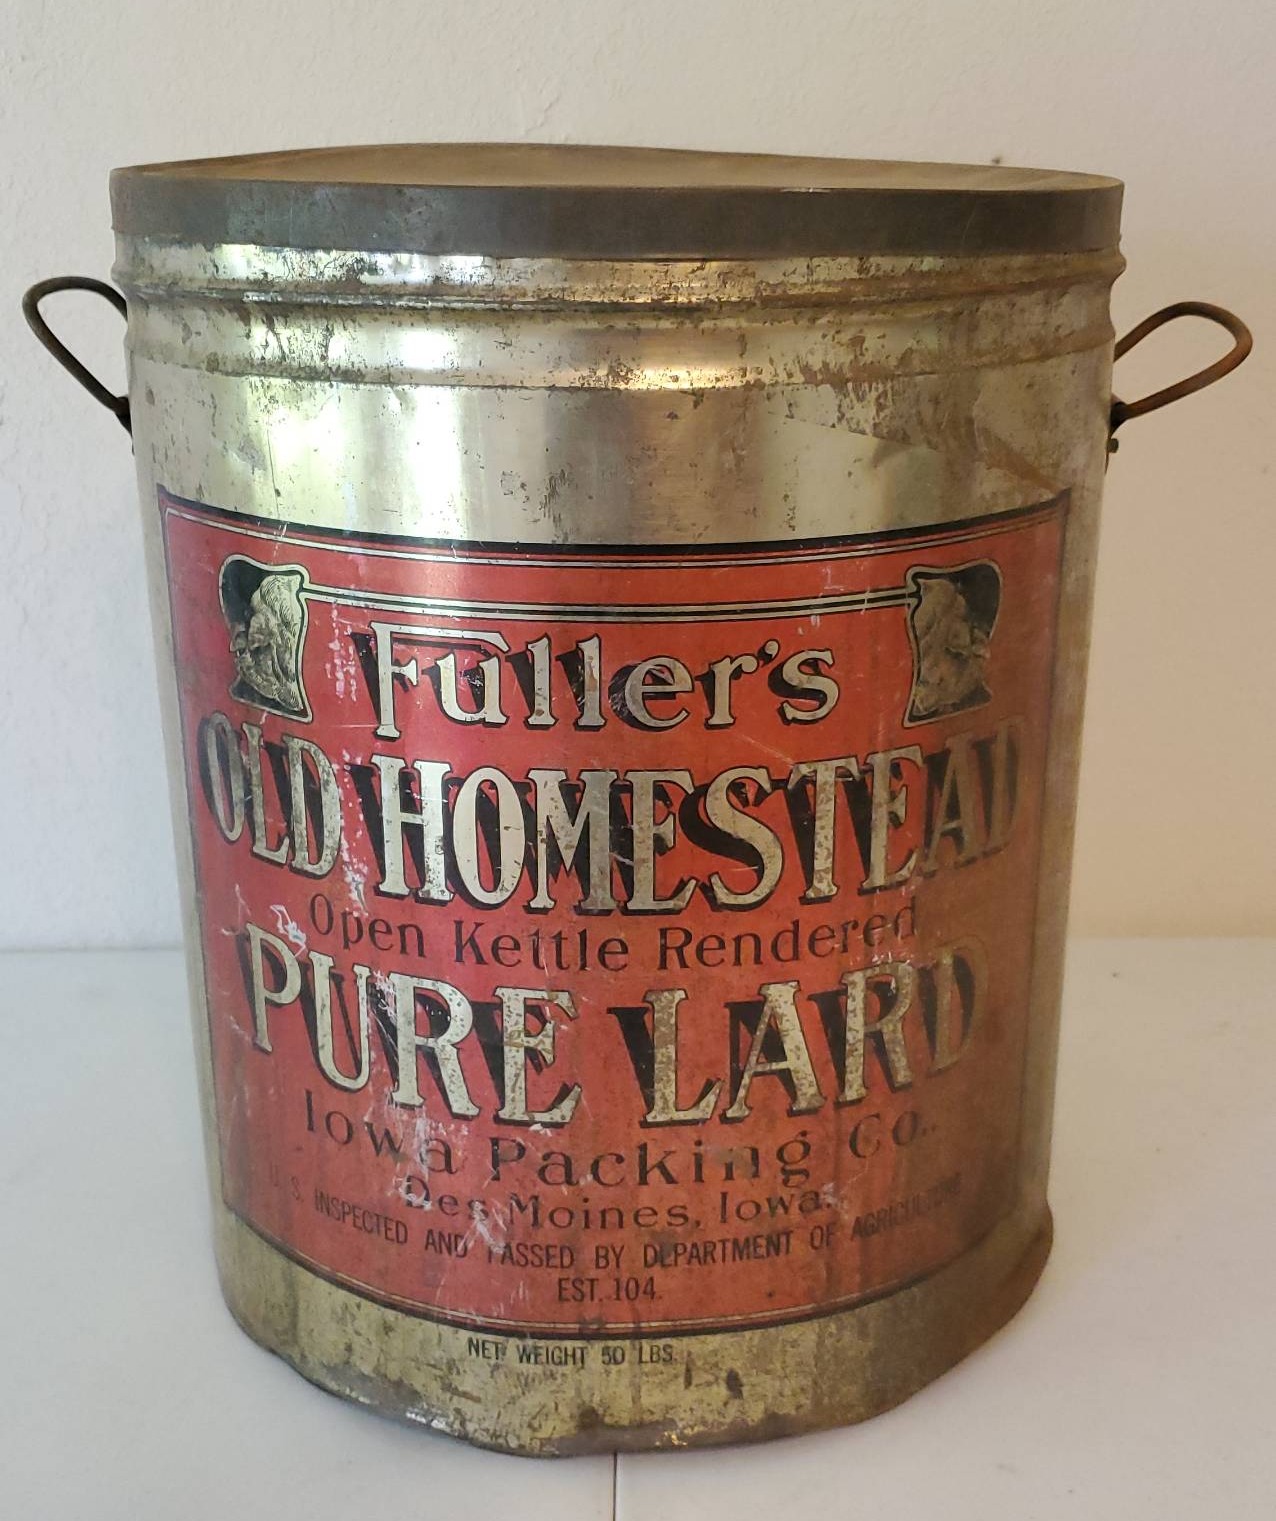 Fuller's
OLD HOMESTEAD
Open Kettle Rendered
PURE LARD
Iowa Packing Co.,
Des Moines, Iowa.
U. S. INSPECTED AND PASSED BY DEPARTMENT OF AGRICULTURE
EST. 104.
NET WEIGHT 50 LBS.